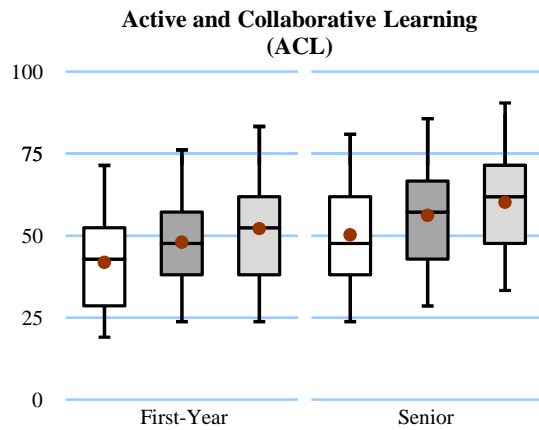 Active and Collaborative Learning
(ACL)
100
75
50
25
0
First-Year
Senior